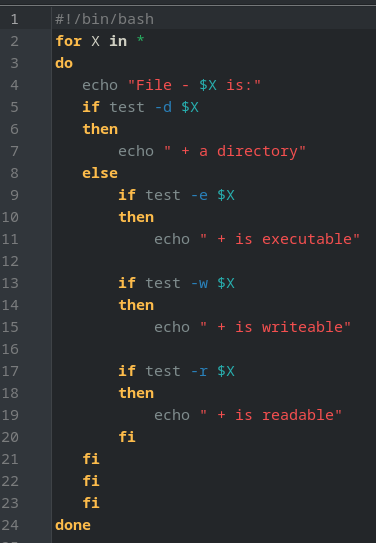 1 #!/bin/bash
2 for X in *
3 do
4    echo "File - $X is:"
5    if test -d $X
6    then
7        echo " + a directory"
8    else
9        if test -e $X
10        then
11            echo " + is executable"
12
13        if test -w $X
14        then
15            echo " + is writeable"
16
17        if test -r $X
18        then
19            echo " + is readable"
20        fi
21    fi
22    fi
23    fi
24 done